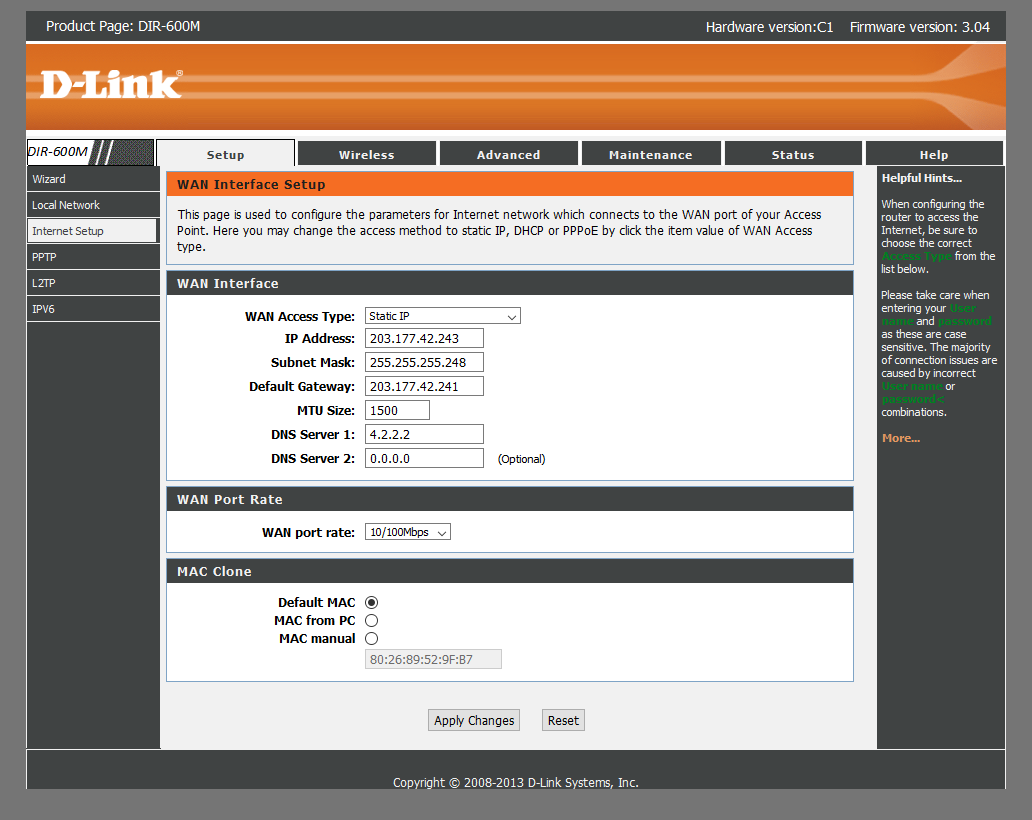 Product Page: DIR-600M
Hardware version:C1 Firmware version: 3.04
D-Link®
DIR-600M
Setup
Wireless
Advanced
Maintenance
Status
Help
Wizard
Local Network
Internet Setup
PPTP
L2TP
IPV6
WAN Interface Setup
This page is used to configure the parameters for Internet network which connects to the WAN port of your Access
Point. Here you may change the access method to static IP, DHCP or PPPoE by click the item value of WAN Access
type.
WAN Interface
WAN Access Type: Static IP
IP Address: 203.177.42.243
Subnet Mask: 255.255.255.248
Default Gateway: 203.177.42.241
MTU Size: 1500
DNS Server 1: 4.2.2.2
DNS Server 2: 0.0.0.0 (Optional)
WAN Port Rate
WAN port rate: 10/100Mbps
MAC Clone
Default MAC
MAC from PC
MAC manual
80:26:89:52:9F:B7
Apply Changes Reset
Helpful Hints...
When configuring the
router to access the
Internet, be sure to
choose the correct
Access Type from the
list below.
Please take care when
entering your User
name and password
as these are case
sensitive. The majority
of connection issues are
caused by incorrect
User name or
password<
combinations.
More...
Copyright © 2008-2013 D-Link Systems, Inc.